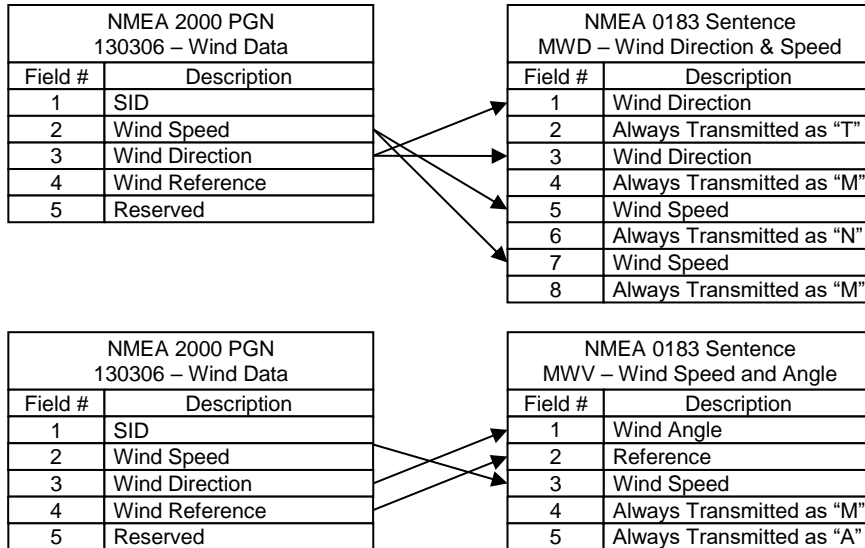 NMEA 2000 PGN
130306 – Wind Data
Field # Description
1 SID
2 Wind Speed
3 Wind Direction
4 Wind Reference
5 Reserved
NMEA 0183 Sentence
MWD – Wind Direction & Speed
Field # Description
1 Wind Direction
2 Always Transmitted as “T”
3 Wind Direction
4 Always Transmitted as “M”
5 Wind Speed
6 Always Transmitted as “N”
7 Wind Speed
8 Always Transmitted as “M”
NMEA 2000 PGN
130306 – Wind Data
Field # Description
1 SID
2 Wind Speed
3 Wind Direction
4 Wind Reference
5 Reserved
NMEA 0183 Sentence
MWV – Wind Speed and Angle
Field # Description
1 Wind Angle
2 Reference
3 Wind Speed
4 Always Transmitted as “M”
5 Always Transmitted as “A”